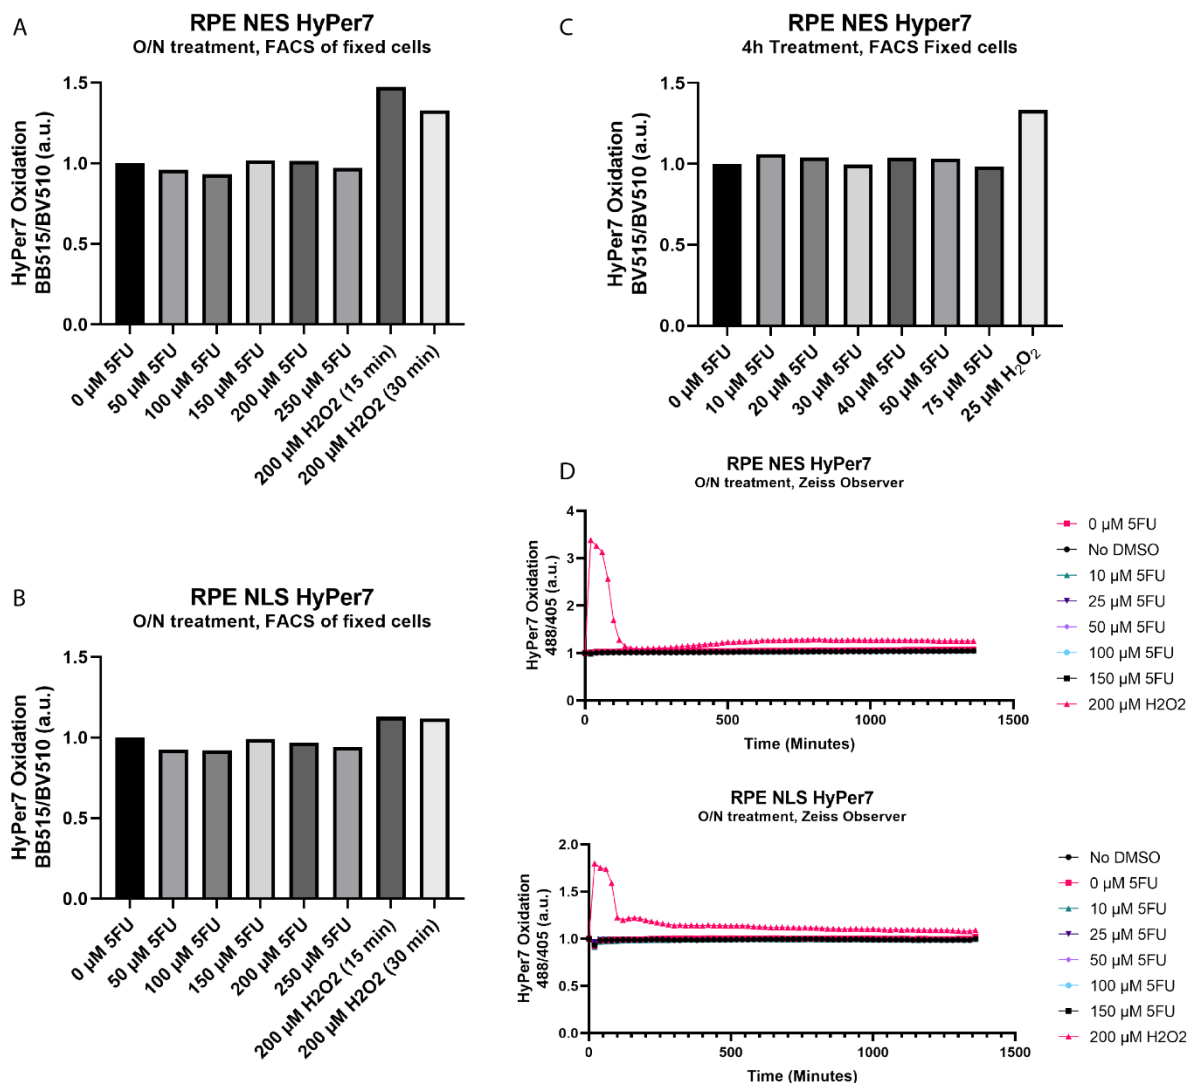 A
RPE NES HyPer7
O/N treatment, FACS of fixed cells
HyPer7 Oxidation
BB515/BV510 (a.u.)
1.5
1.0
0.5
0.0
0 µM 5FU
50 µM 5FU
100 µM 5FU
150 µM 5FU
200 µM 5FU
250 µM 5FU
200 µM H2O2 (15 min)
200 µM H2O2 (30 min)
B
RPE NLS HyPer7
O/N treatment, FACS of fixed cells
HyPer7 Oxidation
BB515/BV510 (a.u.)
1.5
1.0
0.5
0.0
0 µM 5FU
50 µM 5FU
100 µM 5FU
150 µM 5FU
200 µM 5FU
250 µM 5FU
200 µM H2O2 (15 min)
200 µM H2O2 (30 min)
C
RPE NES Hyper7
4h Treatment, FACS Fixed cells
HyPer7 Oxidation
BV515/BV510 (a.u.)
1.5
1.0
0.5
0.0
0 µM 5FU
10 µM 5FU
20 µM 5FU
30 µM 5FU
40 µM 5FU
50 µM 5FU
75 µM 5FU
25 µM H₂O₂
D
RPE NES HyPer7
O/N treatment, Zeiss Observer
HyPer7 Oxidation
488/405 (a.u.)
4
3
2
1
0
0
500
1000
1500
Time (Minutes)
0 µM 5FU
No DMSO
10 µM 5FU
25 µM 5FU
50 µM 5FU
100 µM 5FU
150 µM 5FU
200 µM H2O2
RPE NLS HyPer7
O/N treatment, Zeiss Observer
HyPer7 Oxidation
488/405 (a.u.)
2.0
1.5
1.0
0.5
0.0
0
500
1000
1500
Time (Minutes)
No DMSO
0 µM 5FU
10 µM 5FU
25 µM 5FU
50 µM 5FU
100 µM 5FU
150 µM 5FU
200 µM H2O2